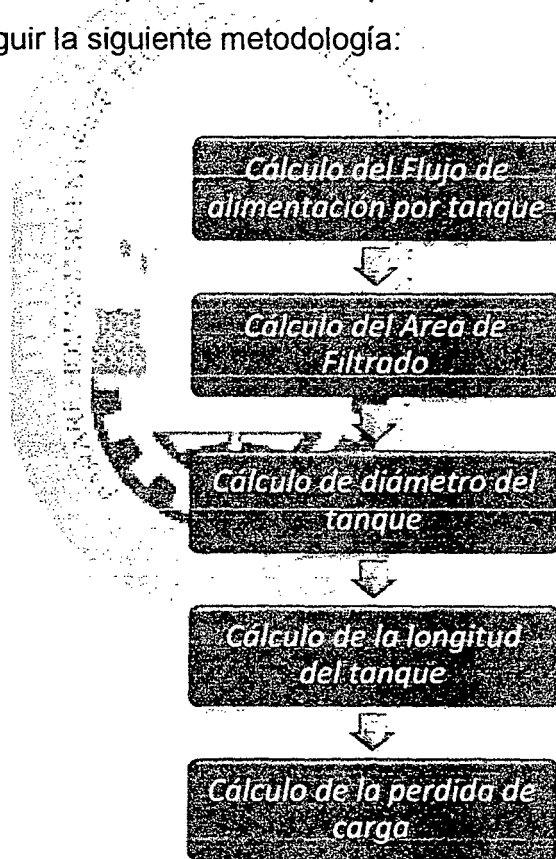 guir la siguiente metodología:
Cálculo del Flujo de
alimentación por tanque
Calculo del Area de
Filtrado
Cálculo de diámetro del
tanque
Cálculo de la longitud
del tanque
Cálculo de la perdida de
carga